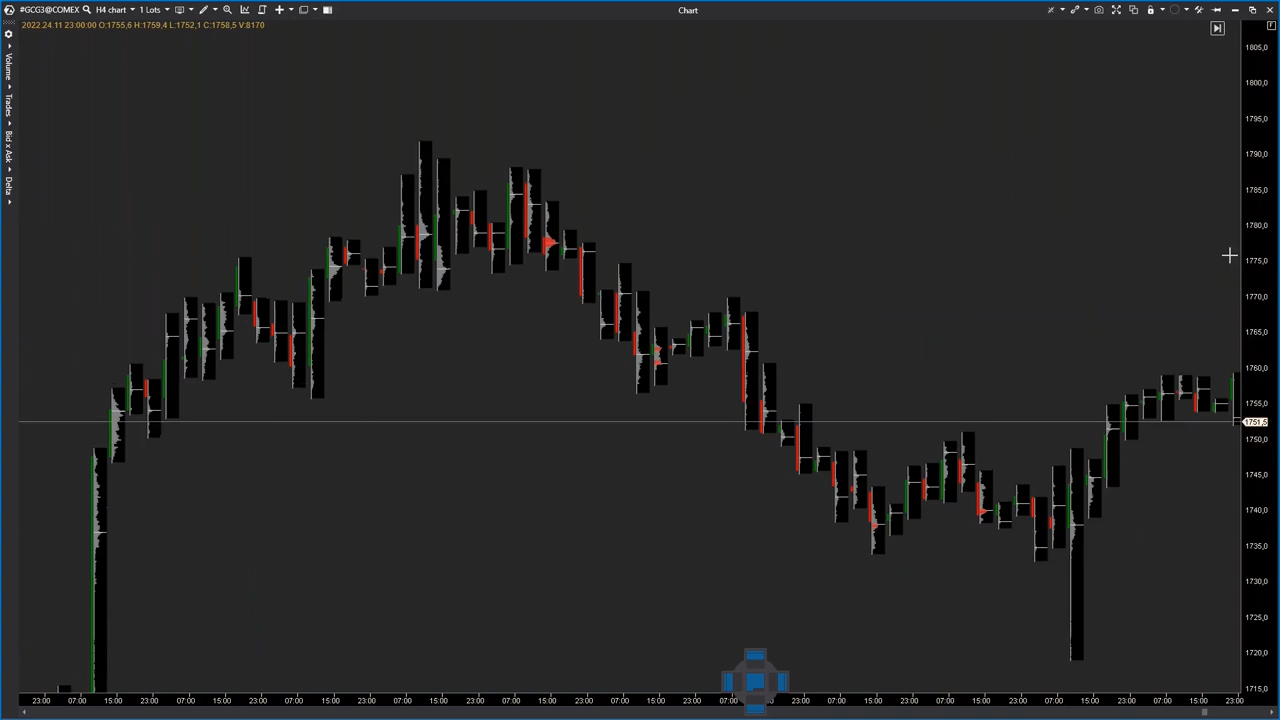 #GCG3@COMEX H4 chart 1 Lots Chart
2022.24.11 23:00:00 O:1755,6 H:1759,4 L:1752,1 C:1758,5 V:8170
F
Volume
Trades
Bid x Ask
Delta
1805,0
1800,0
1795,0
1790,0
1785,0
1780,0
1775,0
1770,0
1765,0
1760,0
1755,0
1751,5
1750,0
1745,0
1740,0
1735,0
1730,0
1725,0
1720,0
1715,0
23:00 07:00 15:00 23:00 07:00 15:00 23:00 07:00 15:00 23:00 07:00 15:00 23:00 07:00 15:00 23:00 07:00 15:00 23:00 07:00 15:00 23:00 07:00 15:00 23:00 07:00 15:00 23:00 07:00 15:00 23:00 07:00 15:00 23:00